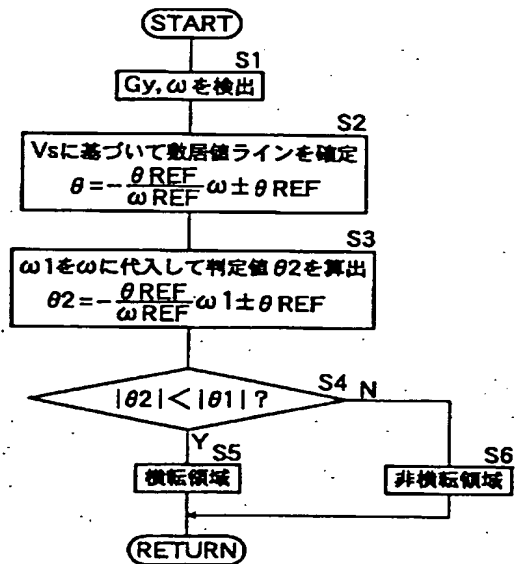 START
S1
Gy, ωを検出
S2
Vsに基づいて敷居値ラインを確定
θ=-θREF/ωREF ω±θREF
S3
ω1をωに代入して判定値θ2を算出
θ2=-θREF/ωREF ω1±θREF
S4
|θ2|<|θ1|?
N
Y
S5
横転領域
S6
非横転領域
RETURN